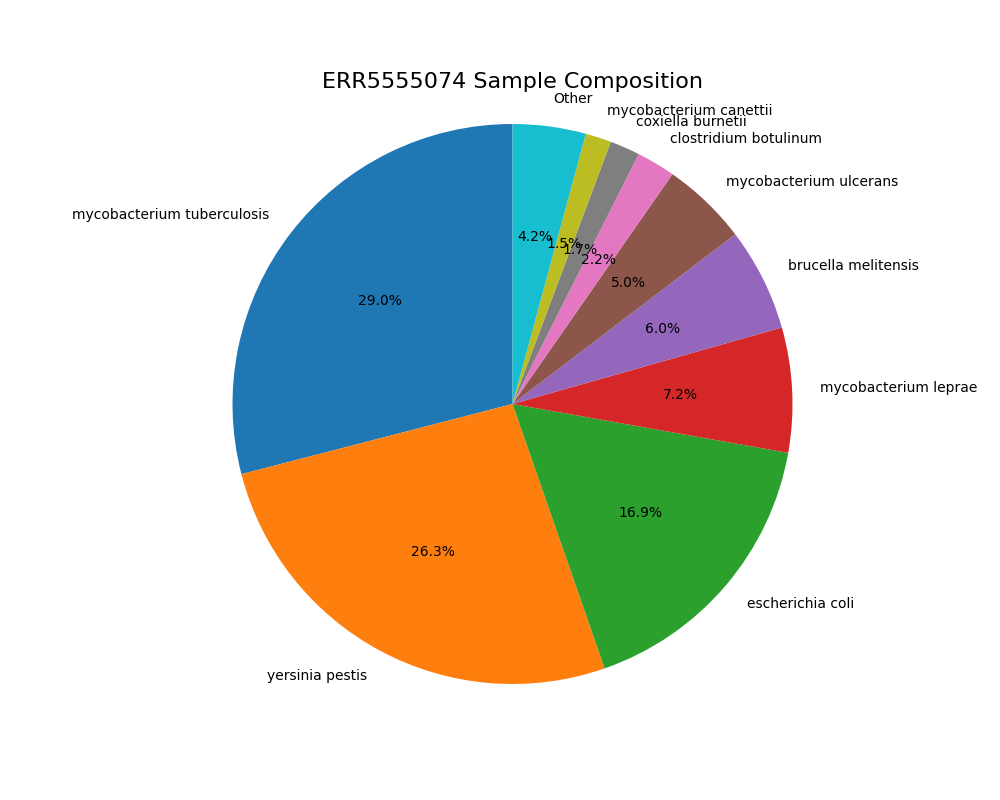 ERR5555074 Sample Composition
Other
mycobacterium canettii
coxiella burnetii
clostridium botulinum
mycobacterium ulcerans
mycobacterium tuberculosis
4.2%
1.5%
1.7%
2.2%
brucella melitensis
5.0%
29.0%
6.0%
mycobacterium leprae
7.2%
16.9%
26.3%
escherichia coli
yersinia pestis